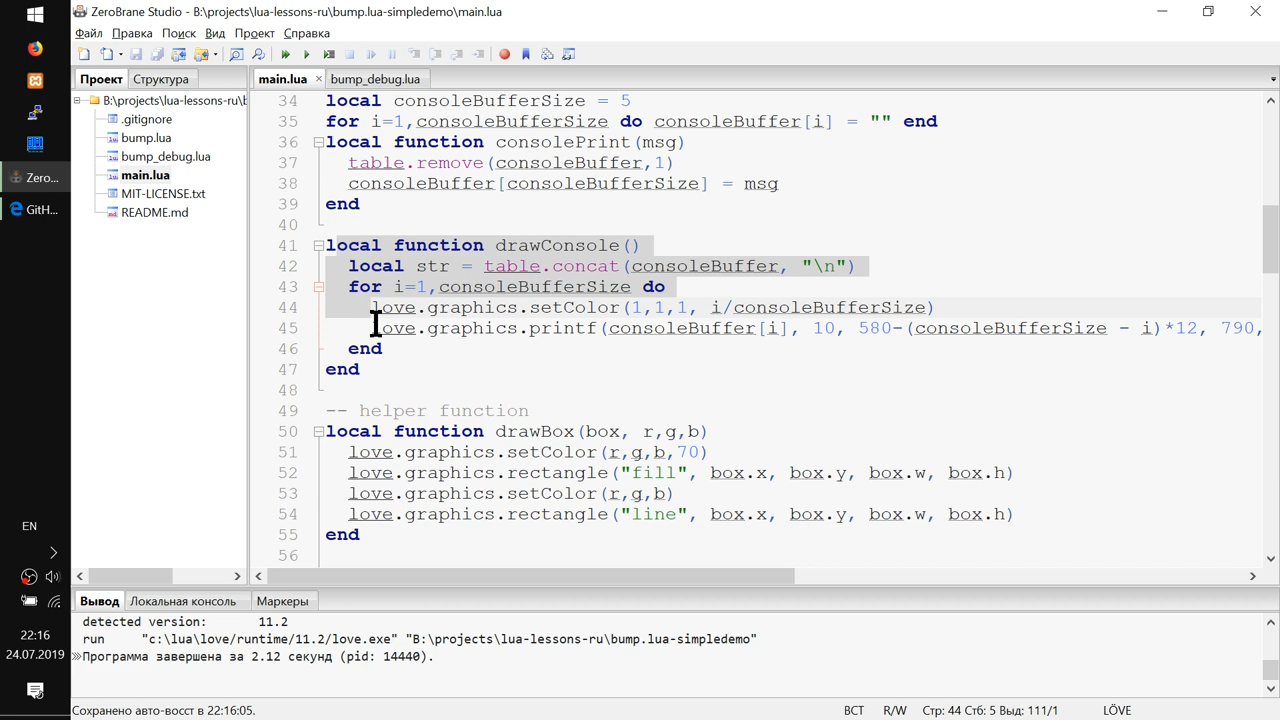 ZeroBrane Studio - B:\projects\lua-lessons-ru\bump.lua-simpledemo\main.lua
Файл Правка Поиск Вид Проект Справка
Проект Структура
main.lua bump_debug.lua
B:\projects\lua-lessons-ru\b
.gitignore
bump.lua
bump_debug.lua
main.lua
MIT-LICENSE.txt
README.md
Zero...
GitH...
34 local consoleBufferSize = 5
35 for i=1,consoleBufferSize do consoleBuffer[i] = "" end
36 local function consolePrint(msg)
37 table.remove(consoleBuffer,1)
38 consoleBuffer[consoleBufferSize] = msg
39 end
40
41 local function drawConsole()
42 local str = table.concat(consoleBuffer, "\n")
43 for i=1,consoleBufferSize do
44 love.graphics.setColor(1,1,1, i/consoleBufferSize)
45 love.graphics.printf(consoleBuffer[i], 10, 580-(consoleBufferSize - i)*12, 790,
46 end
47 end
48
49 -- helper function
50 local function drawBox(box, r,g,b)
51 love.graphics.setColor(r,g,b,70)
52 love.graphics.rectangle("fill", box.x, box.y, box.w, box.h)
53 love.graphics.setColor(r,g,b)
54 love.graphics.rectangle("line", box.x, box.y, box.w, box.h)
55 end
56
EN
22:16
24.07.2019
Вывод Локальная консоль Маркеры
detected version: 11.2
run "c:\lua\love/runtime/11.2/love.exe" "B:\projects\lua-lessons-ru\bump.lua-simpledemo"
Программа завершена за 2.12 секунд (pid: 14440).
Сохранено авто-восст в 22:16:05. ВСТ R/W Стр: 44 Стб: 5 Выд: 111/1 LÖVE